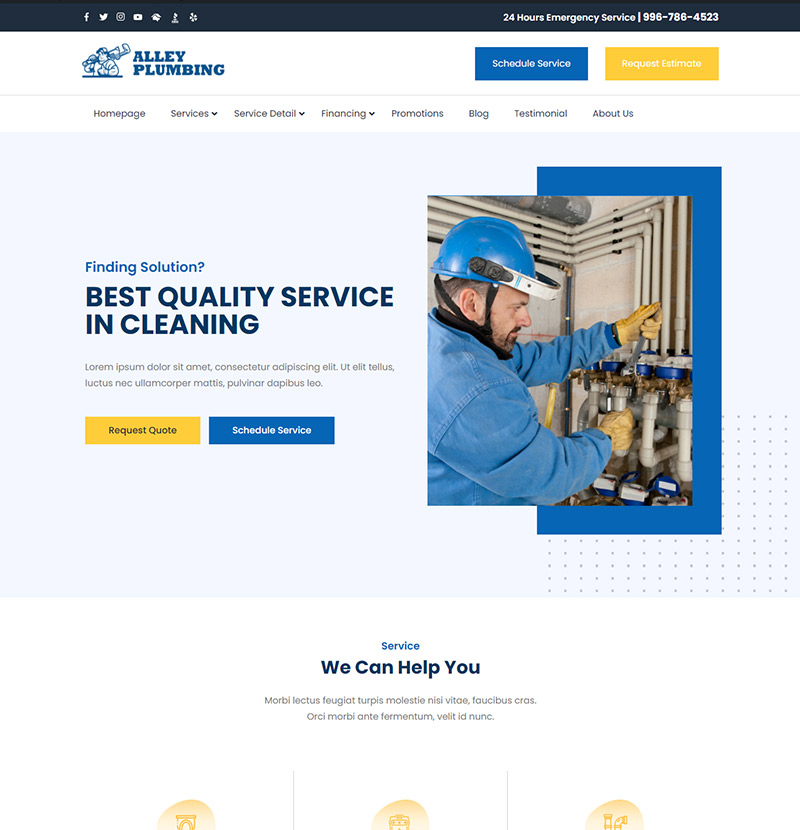 24 Hours Emergency Service | 996-786-4523
ALLEY
PLUMBING
Schedule Service
Request Estimate
Homepage
Services
Service Detail
Financing
Promotions
Blog
Testimonial
About Us
Finding Solution?
BEST QUALITY SERVICE
IN CLEANING
Lorem ipsum dolor sit amet, consectetur adipiscing elit. Ut elit tellus,
luctus nec ullamcorper mattis, pulvinar dapibus leo.
Request Quote
Schedule Service
Service
We Can Help You
Morbi lectus feugiat turpis molestie nisi vitae, faucibus cras.
Orci morbi ante fermentum, velit id nunc.